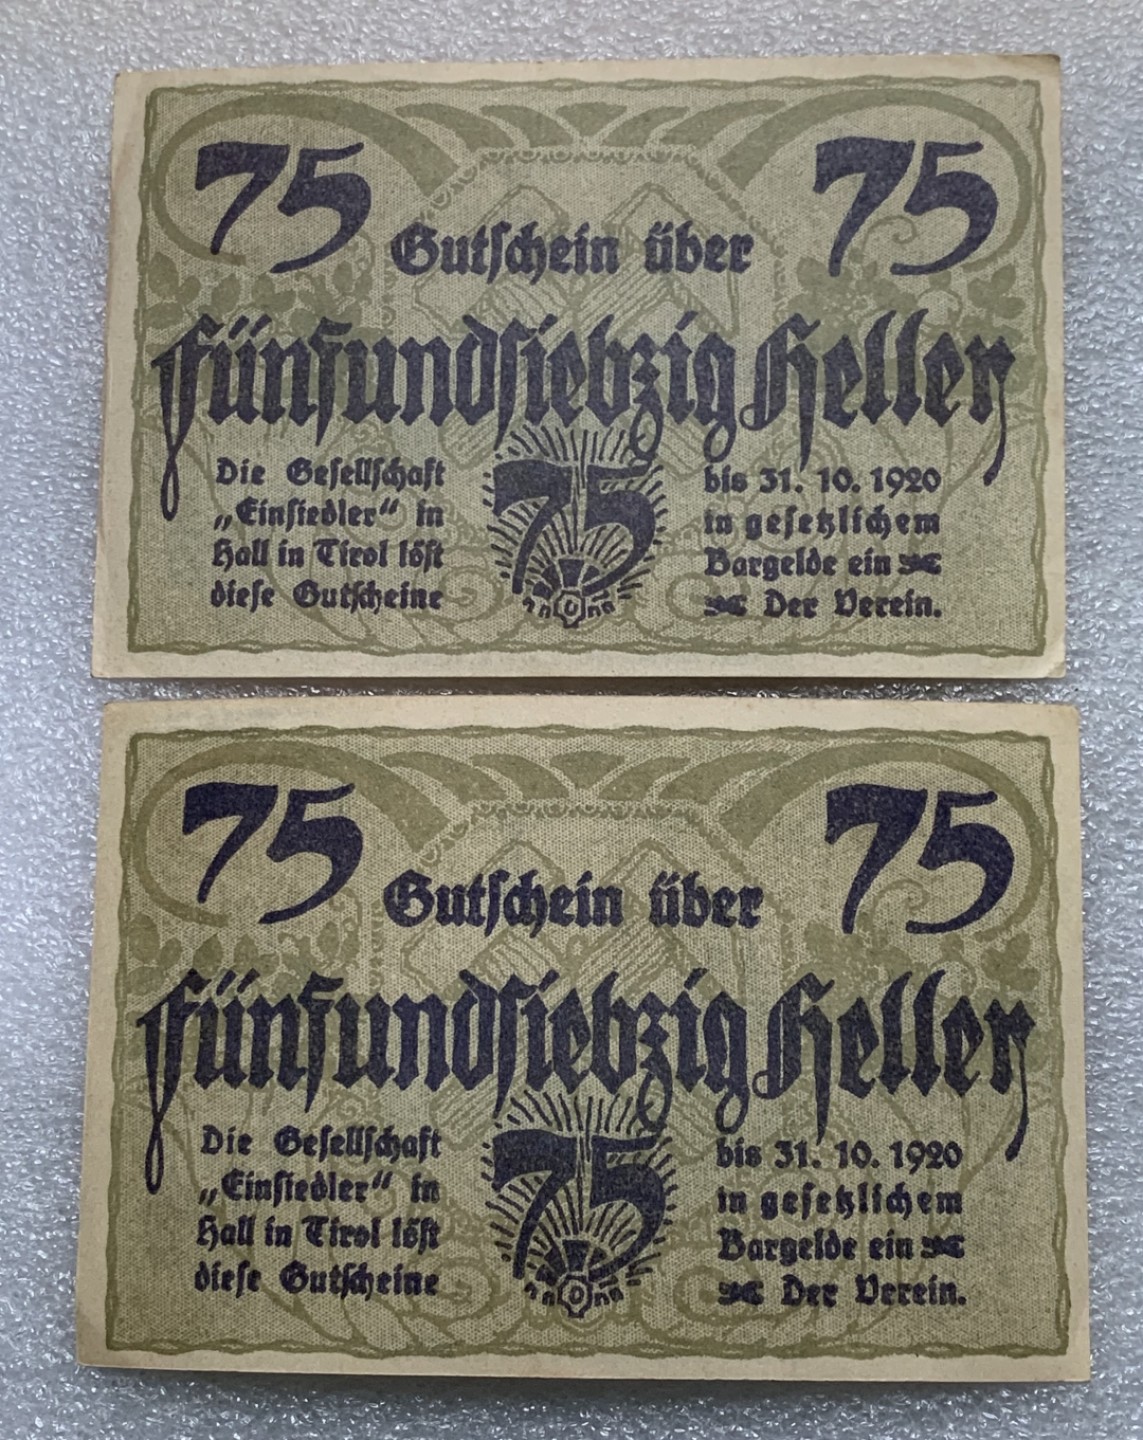 75 75
Gutschein über
Fünfundsiebzig Heller
Die Gesellschaft
„Einsiedler“ in
Hall in Tirol löst
diese Gutscheine
75
bis 31. 10. 1920
in gesetzlichem
Bargelde ein
Der Verein.
75 75
Gutschein über
Fünfundsiebzig Heller
Die Gesellschaft
„Einsiedler“ in
Hall in Tirol löst
diese Gutscheine
75
bis 31. 10. 1920
in gesetzlichem
Bargelde ein
Der Verein.